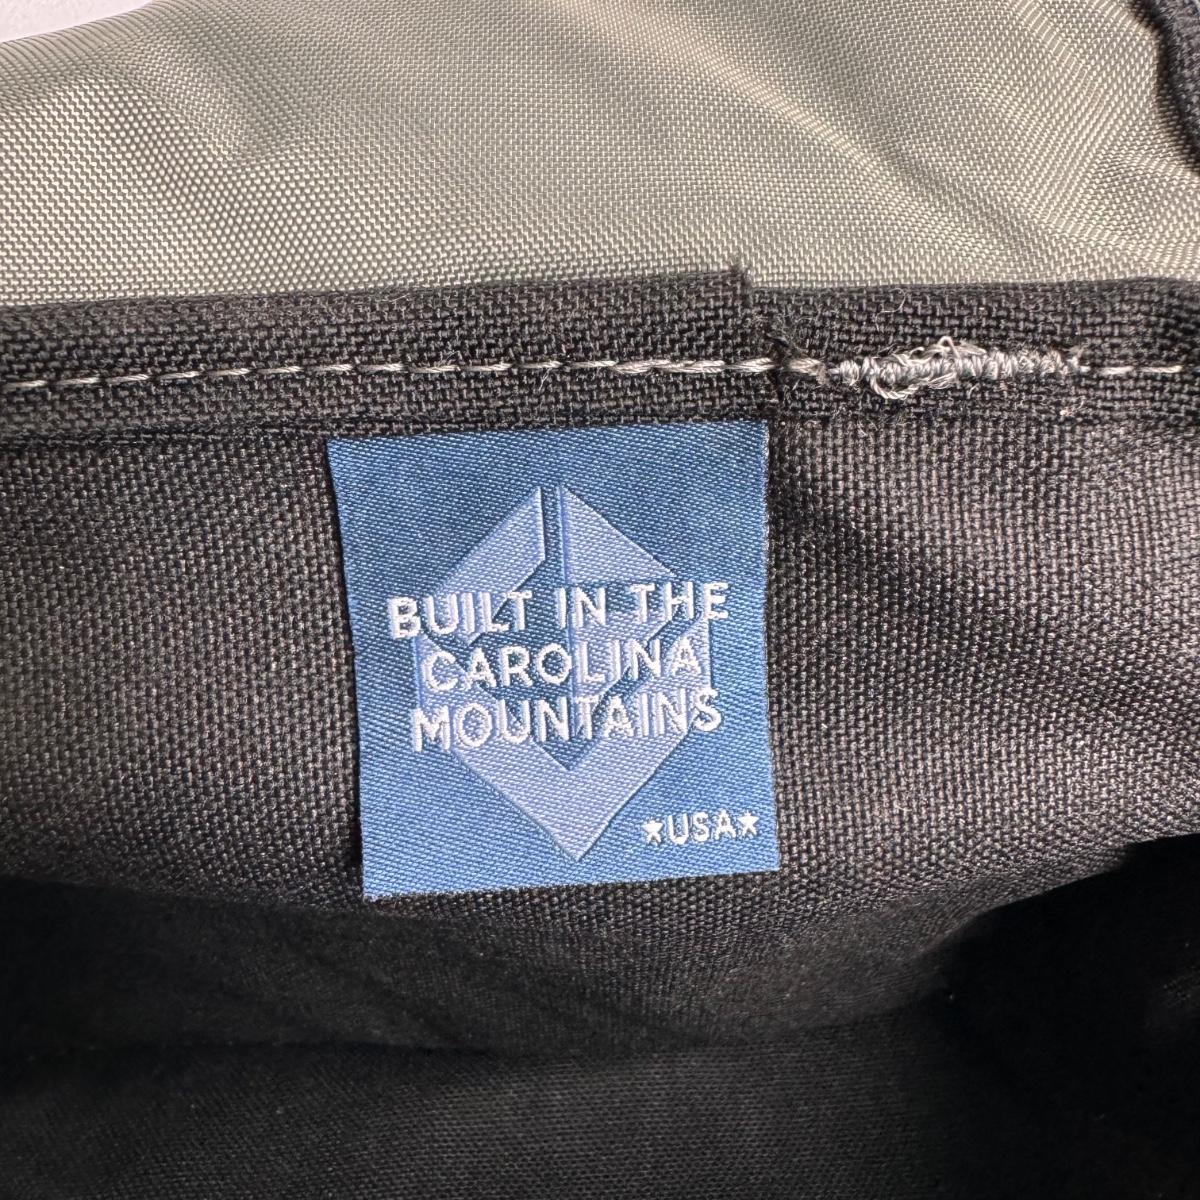 BUILT IN THE
CAROLINA
MOUNTAINS
★USA★